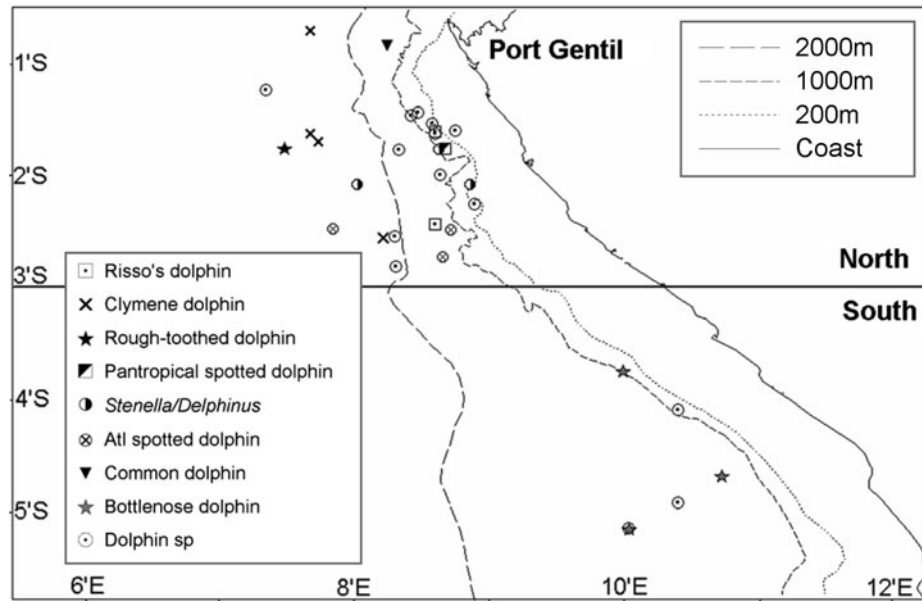 1'S
2'S
3'S
4'S
5'S
6'E
8'E
10'E
12'E
Port Gentil
North
South
2000m
1000m
200m
Coast
Risso's dolphin
Clymene dolphin
Rough-toothed dolphin
Pantropical spotted dolphin
Stenella/Delphinus
Atl spotted dolphin
Common dolphin
Bottlenose dolphin
Dolphin sp